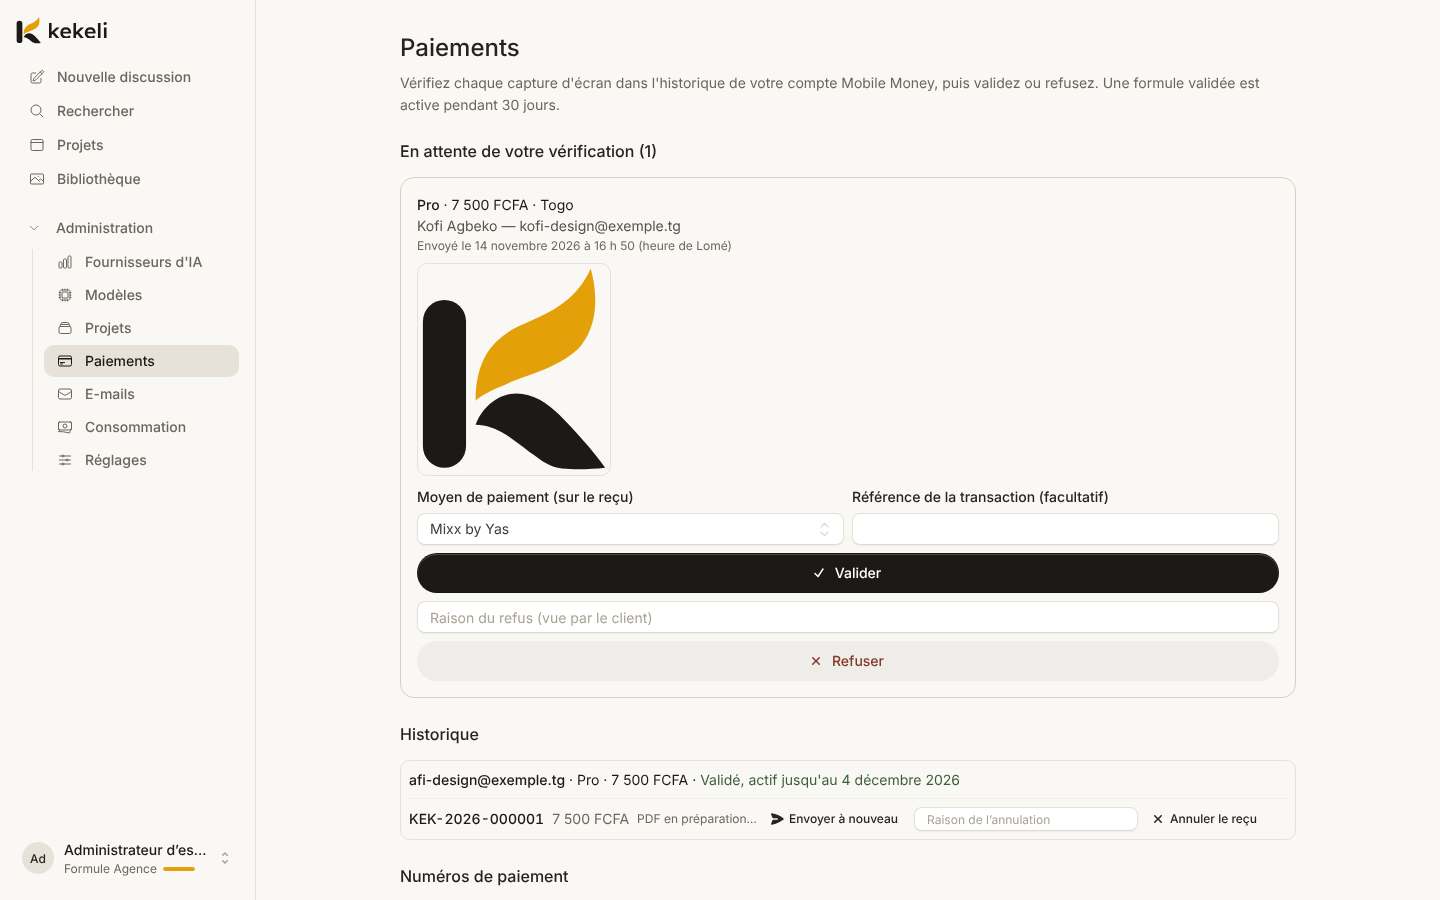 kekeli
Nouvelle discussion
Rechercher
Projets
Bibliothèque
Administration
Fournisseurs d'IA
Modèles
Projets
Paiements
E-mails
Consommation
Réglages
Ad
Administrateur d’es...
Formule Agence
Paiements
Vérifiez chaque capture d'écran dans l'historique de votre compte Mobile Money, puis validez ou refusez. Une formule validée est
active pendant 30 jours.
En attente de votre vérification (1)
Pro · 7 500 FCFA · Togo
Kofi Agbeko — kofi-design@exemple.tg
Envoyé le 14 novembre 2026 à 16 h 50 (heure de Lomé)
Moyen de paiement (sur le reçu)
Référence de la transaction (facultatif)
Mixx by Yas
Valider
Raison du refus (vue par le client)
Refuser
Historique
afi-design@exemple.tg · Pro · 7 500 FCFA · Validé, actif jusqu'au 4 décembre 2026
KEK-2026-000001 7 500 FCFA PDF en préparation... Envoyer à nouveau Raison de l’annulation Annuler le reçu
Numéros de paiement